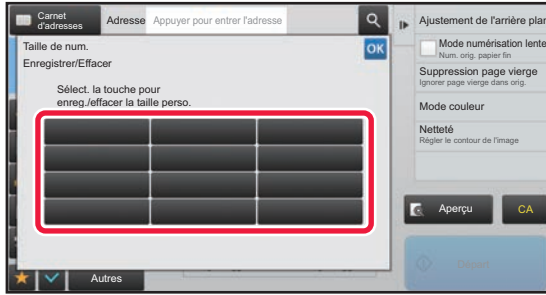 Carnet
d'adresses
Adresse
Appuyer pour entrer l'adresse
Taille de num.
OK
Enregistrer/Effacer
Sélect. la touche pour
enreg./effacer la taille perso.
Autres
Ajustement de l'arrière plan
Mode numérisation lente
Num. orig. papier fin
Suppression page vierge
Ignorer page vierge dans orig.
Mode couleur
Netteté
Régler le contour de l'image
Aperçu
CA